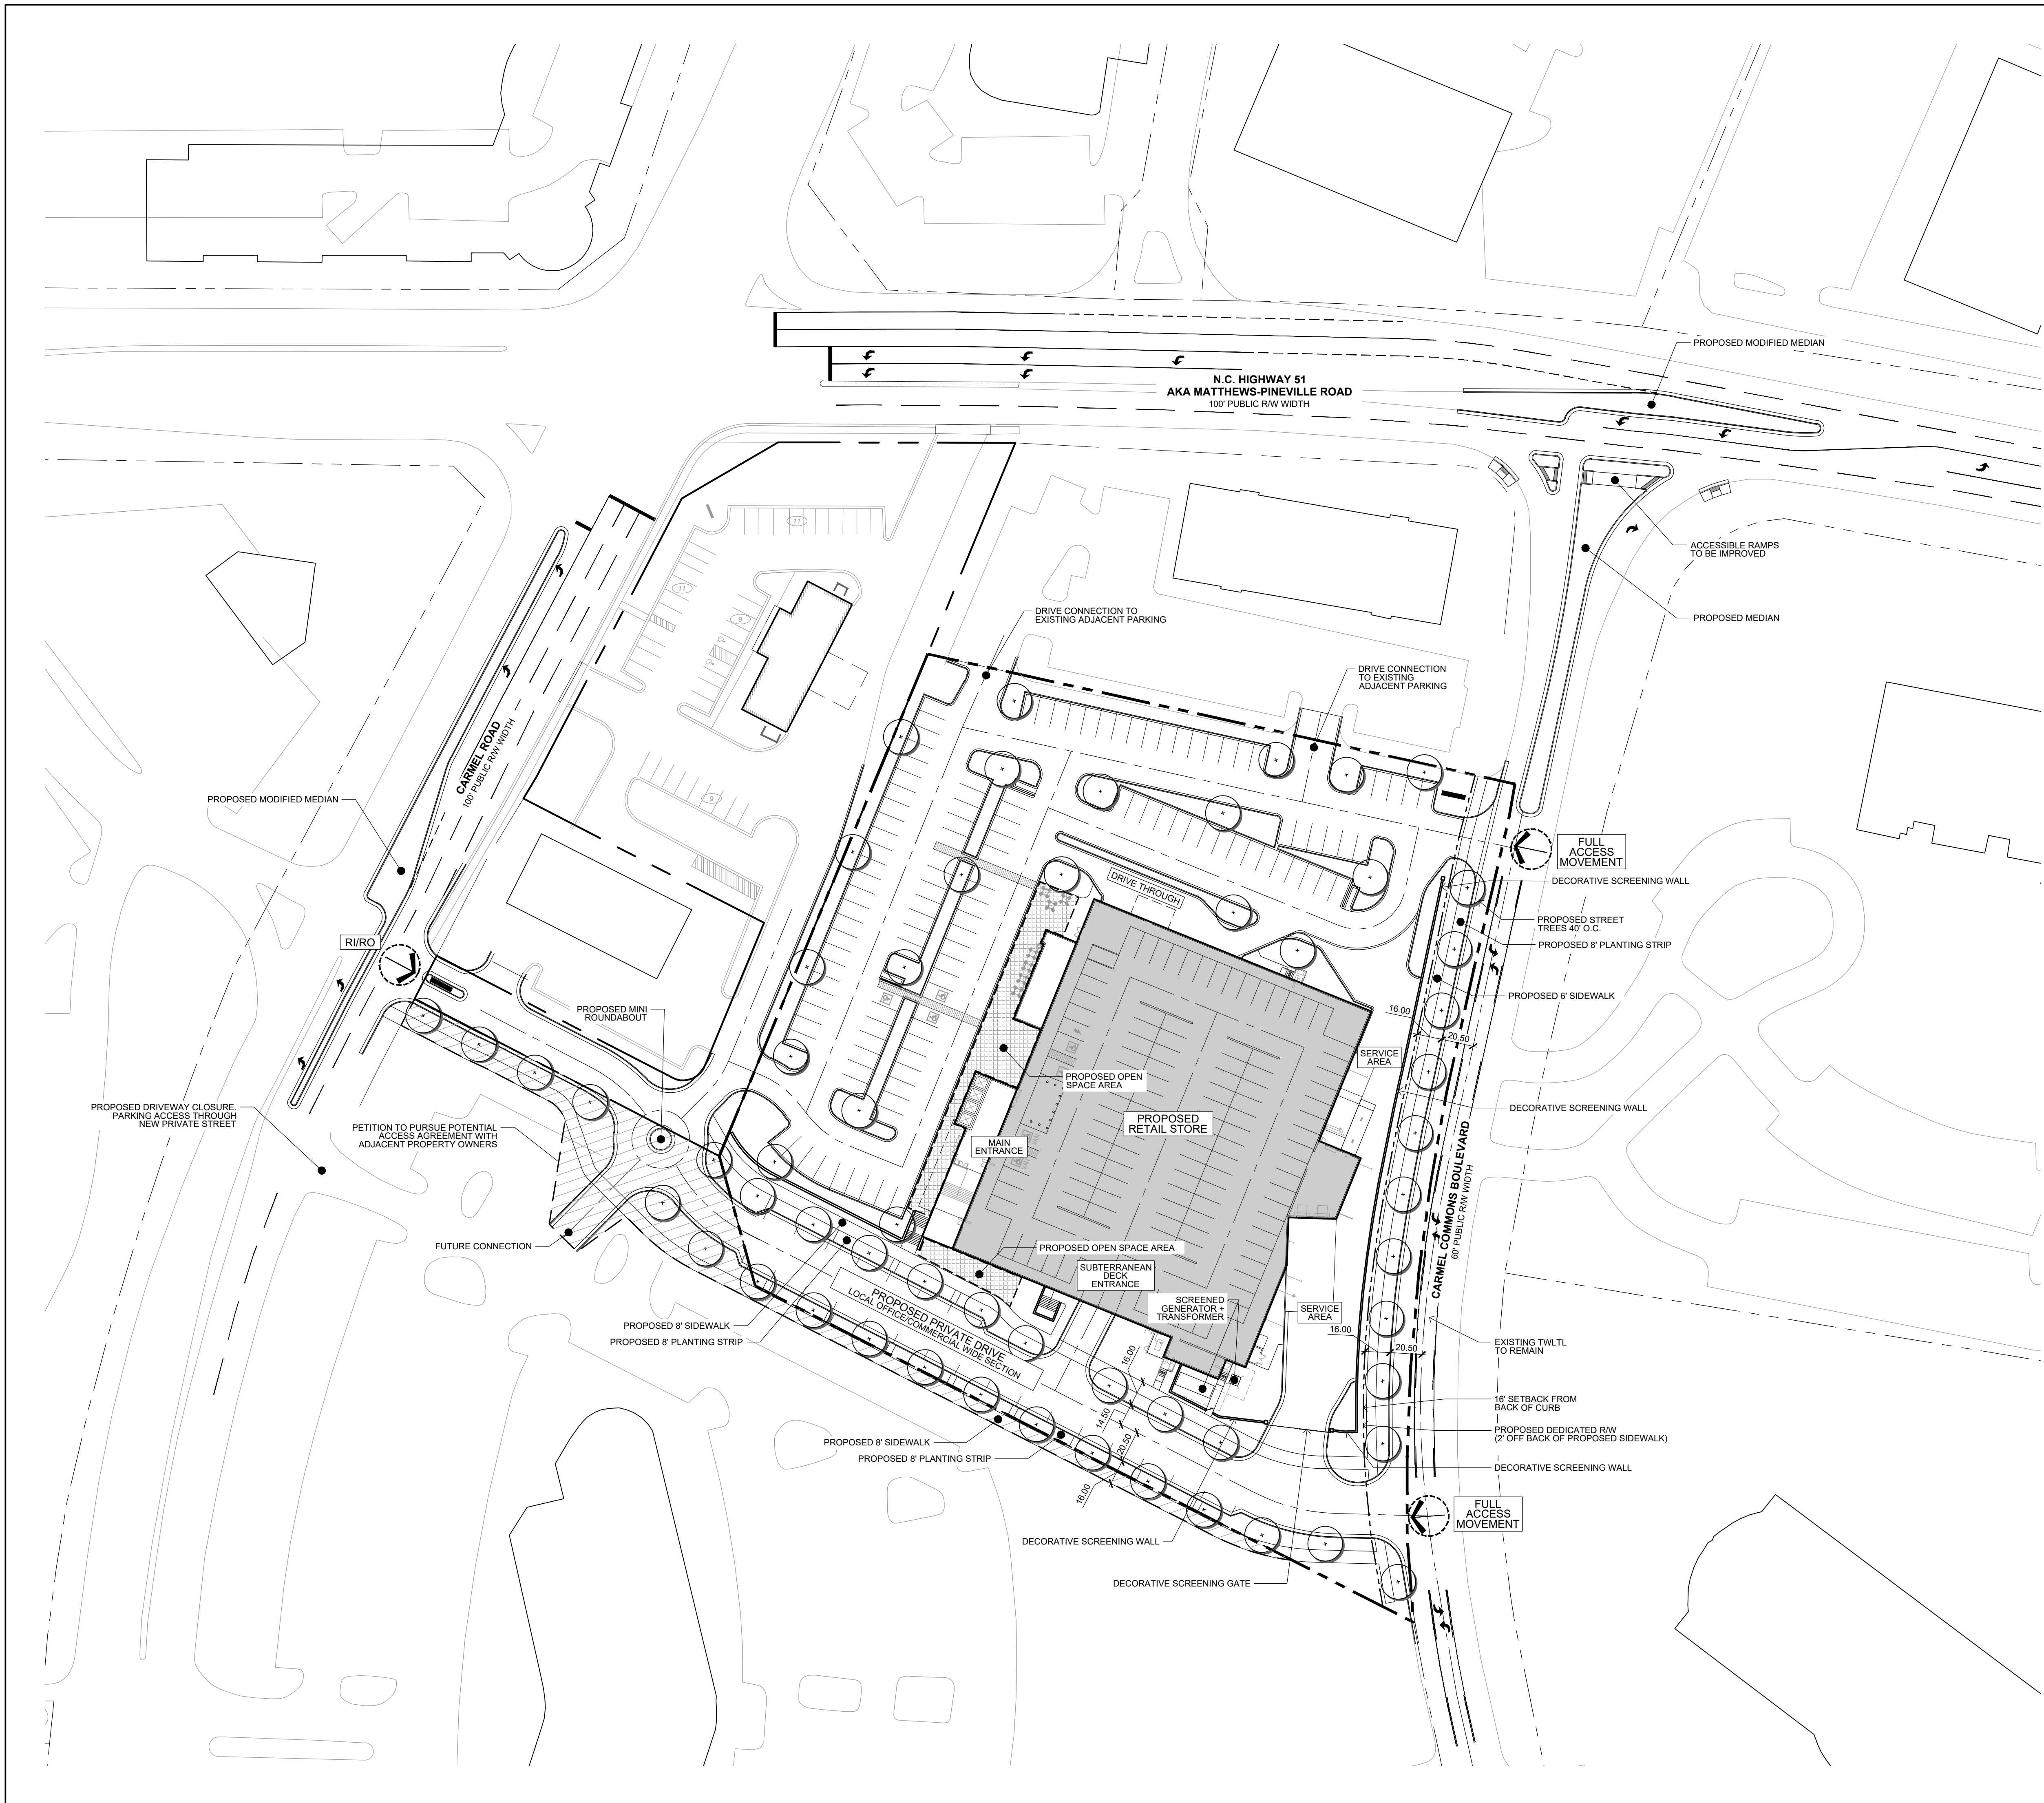 PROPOSED MODIFIED MEDIAN
N.C. HIGHWAY 51
AKA MATTHEWS-PINEVILLE ROAD
100' PUBLIC R/W WIDTH
11
ACCESSIBLE RAMPS
TO BE IMPROVED
11
9
DRIVE CONNECTION TO
EXISTING ADJACENT PARKING
PROPOSED MEDIAN
DRIVE CONNECTION
TO EXISTING
ADJACENT PARKING
CARMEL ROAD
100' PUBLIC R/W WIDTH
PROPOSED MODIFIED MEDIAN
9
FULL
ACCESS
MOVEMENT
DRIVE THROUGH
DECORATIVE SCREENING WALL
PROPOSED STREET
TREES 40' O.C.
PROPOSED 8' PLANTING STRIP
RI/RO
PROPOSED 6' SIDEWALK
PROPOSED MINI
ROUNDABOUT
16.00
20.50
SERVICE
AREA
PROPOSED OPEN
SPACE AREA
PROPOSED DRIVEWAY CLOSURE.
PARKING ACCESS THROUGH
NEW PRIVATE STREET
DECORATIVE SCREENING WALL
PROPOSED
RETAIL STORE
PETITION TO PURSUE POTENTIAL
ACCESS AGREEMENT WITH
ADJACENT PROPERTY OWNERS
MAIN
ENTRANCE
CARMEL COMMONS BOULEVARD
60' PUBLIC R/W WIDTH
FUTURE CONNECTION
PROPOSED OPEN SPACE AREA
SUBTERRANEAN
DECK
ENTRANCE
SCREENED
GENERATOR +
TRANSFORMER
SERVICE
AREA
PROPOSED PRIVATE DRIVE
LOCAL OFFICE/COMMERCIAL WIDE SECTION
PROPOSED 8' SIDEWALK
PROPOSED 8' PLANTING STRIP
16.00
20.50
EXISTING TWLTL
TO REMAIN
16.00
14.50
20.50
16.00
16' SETBACK FROM
BACK OF CURB
PROPOSED DEDICATED R/W
(2' OFF BACK OF PROPOSED SIDEWALK)
PROPOSED 8' SIDEWALK
PROPOSED 8' PLANTING STRIP
DECORATIVE SCREENING WALL
FULL
ACCESS
MOVEMENT
DECORATIVE SCREENING WALL
DECORATIVE SCREENING GATE